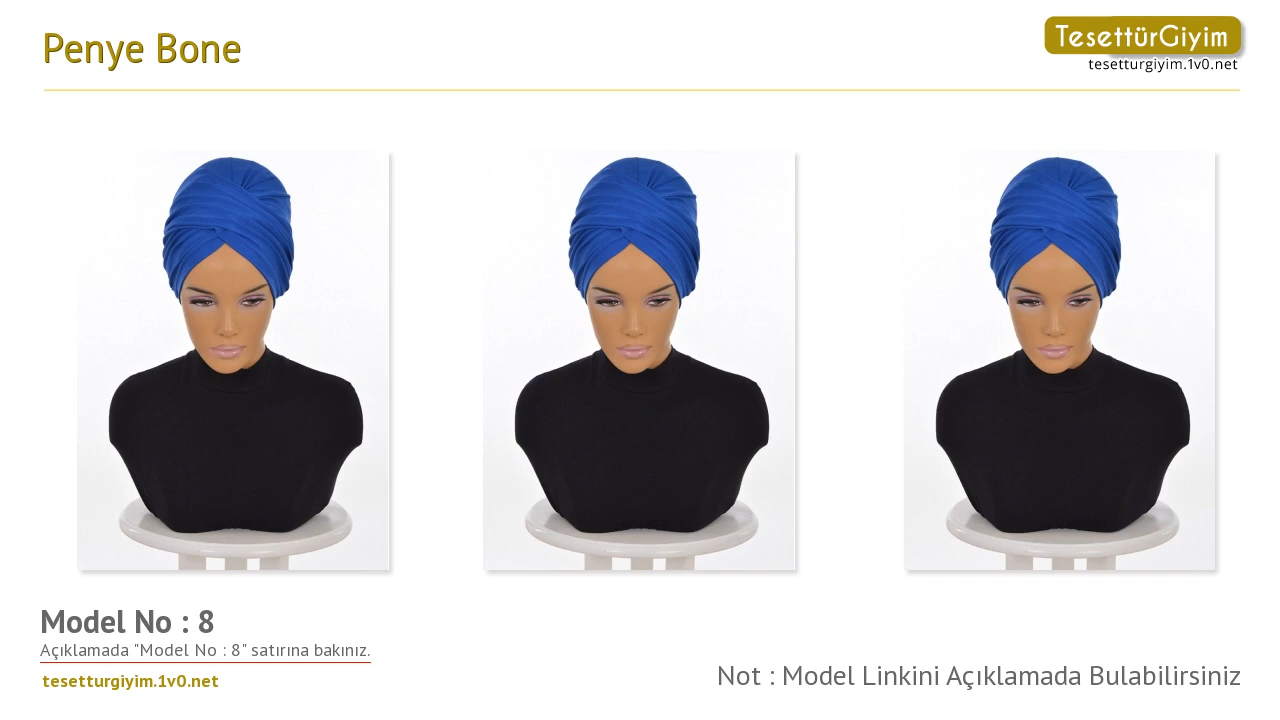 Penye Bone
TesettürGiyim
tesetturgiyim.1v0.net
Model No : 8
Açıklamada "Model No : 8" satırına bakınız.
tesetturgiyim.1v0.net
Not : Model Linkini Açıklamada Bulabilirsiniz